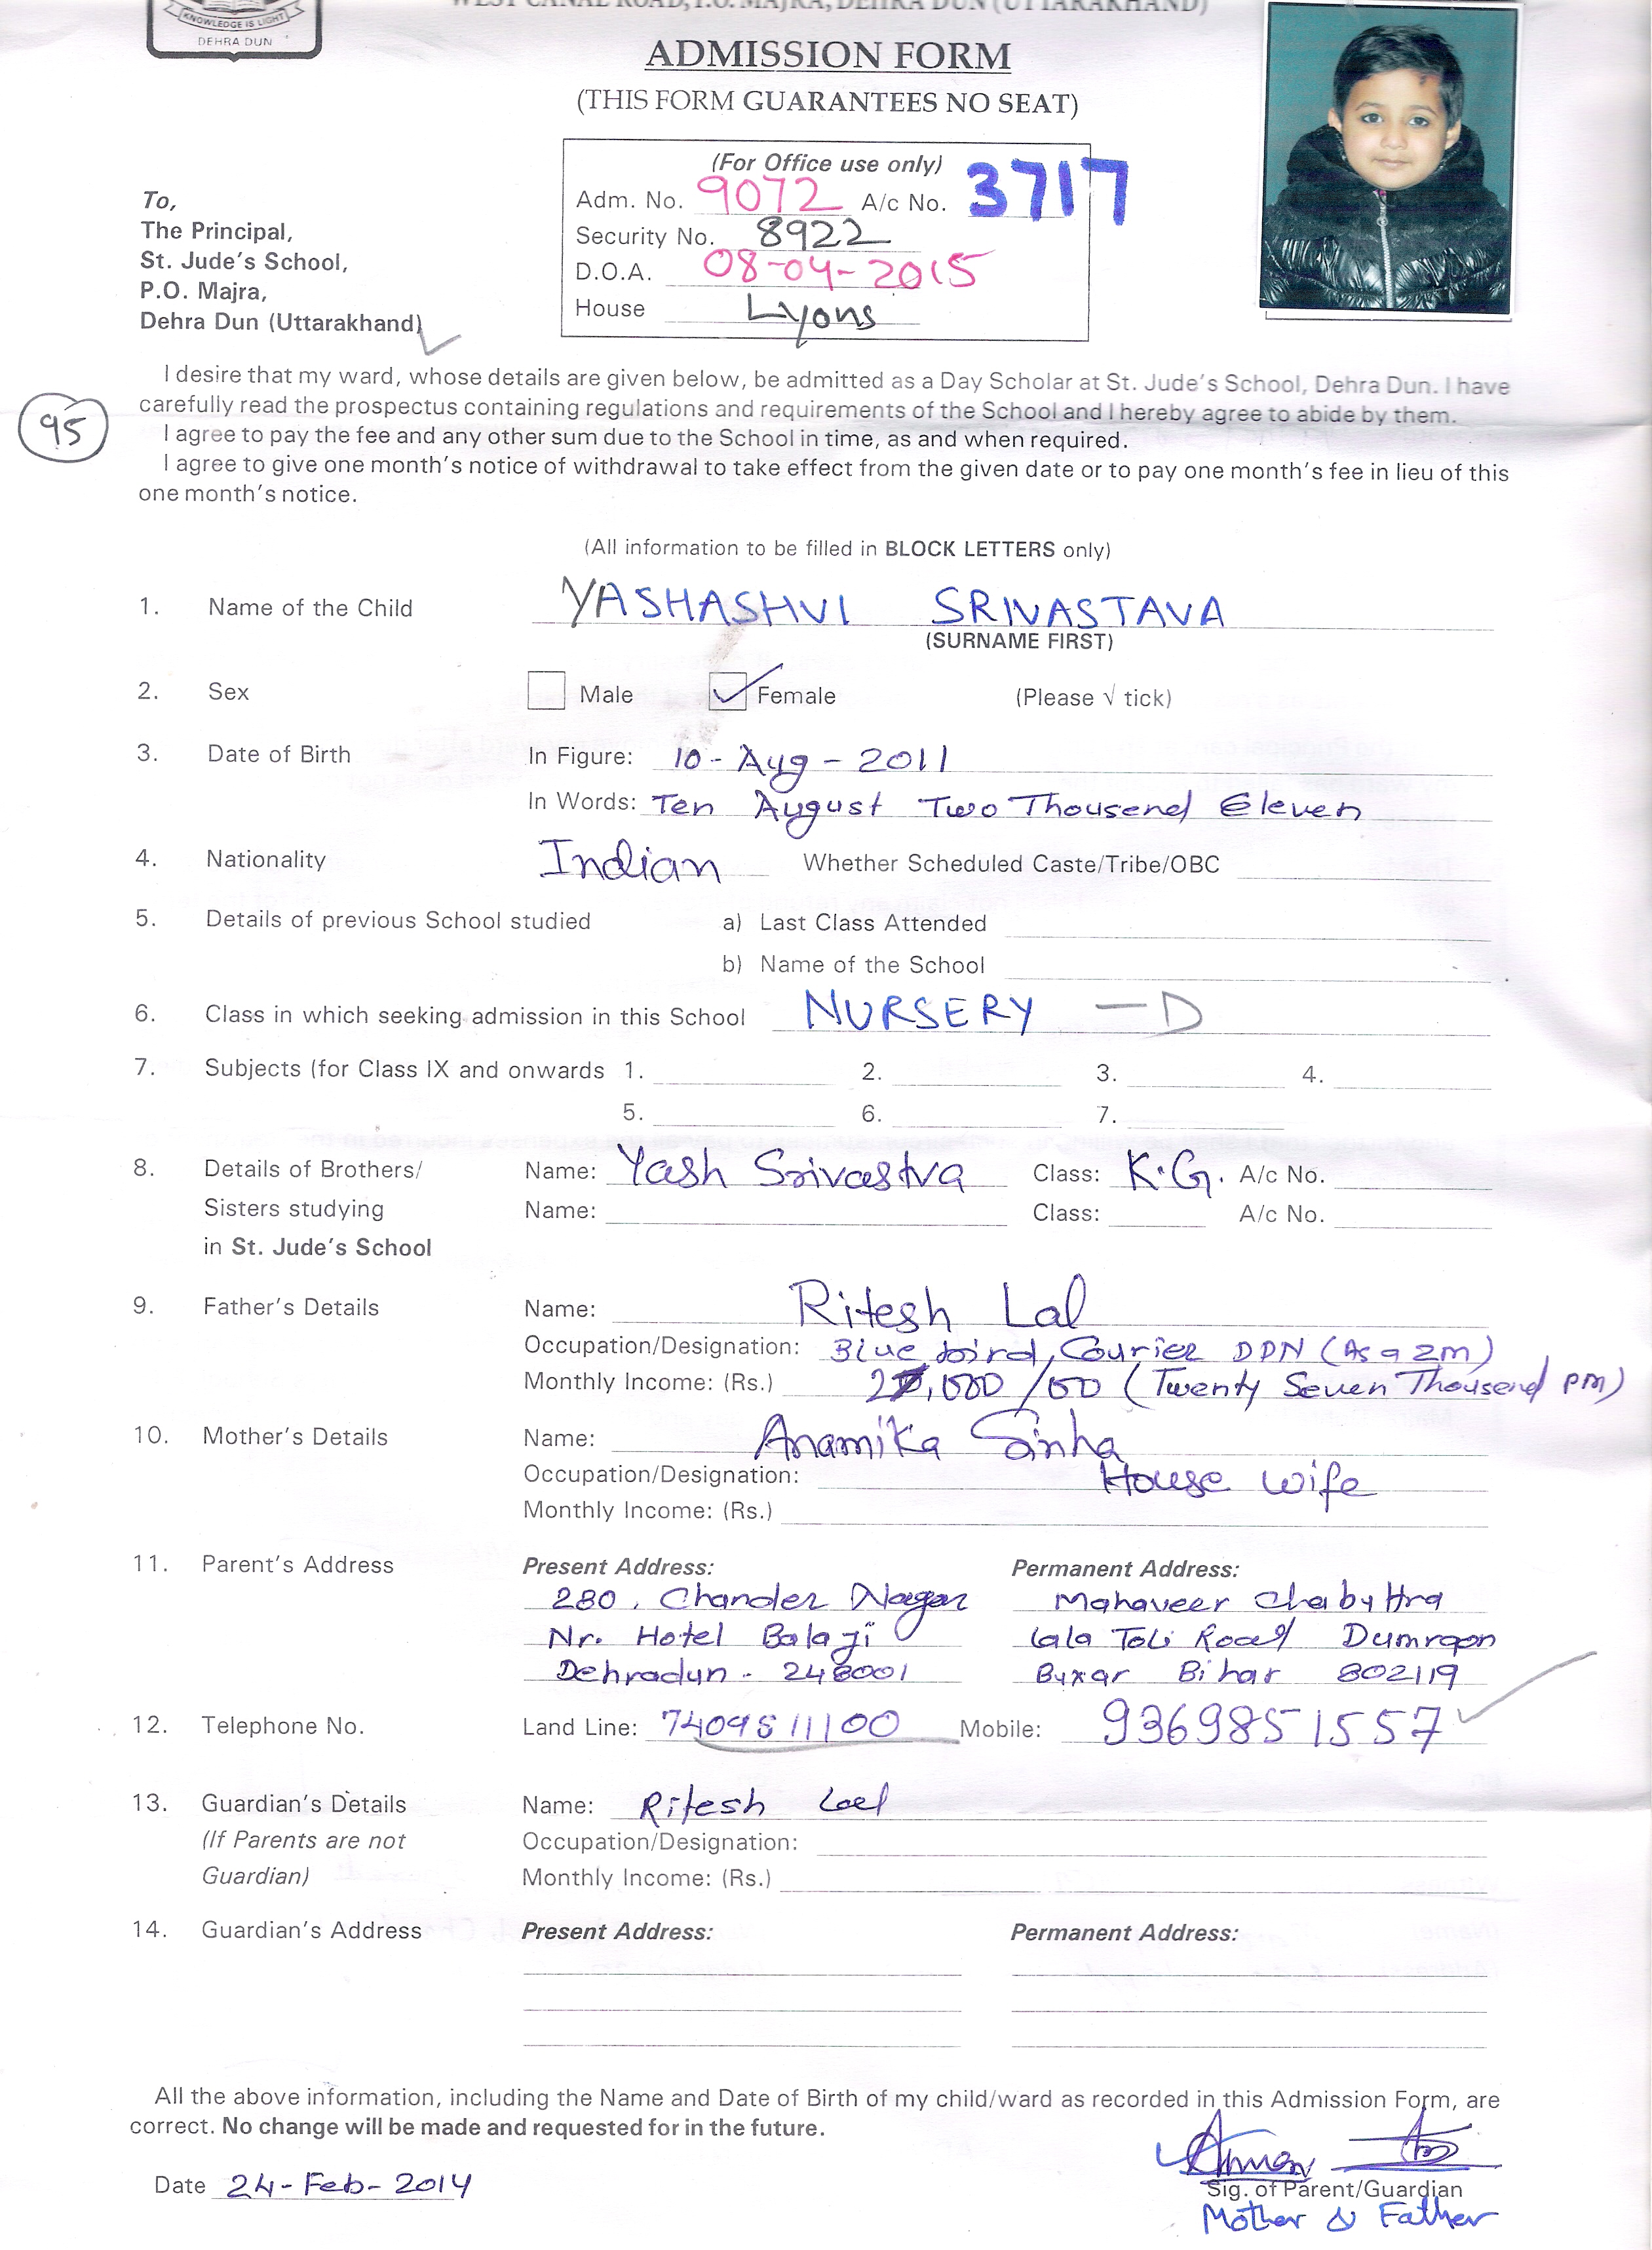 KNOWLEDGE IS LIGHT
DEHRA DUN
WEST CANAL ROAD, P.O. MAJRA, DEHRA DUN (UTTARAKHAND)
ADMISSION FORM
(THIS FORM GUARANTEES NO SEAT)
(For Office use only)
Adm. No. 9072 A/c No. 3717
Security No. 8922
D.O.A. 08-04-2015
House Lyons
To,
The Principal,
St. Jude's School,
P.O. Majra,
Dehra Dun (Uttarakhand)
I desire that my ward, whose details are given below, be admitted as a Day Scholar at St. Jude's School, Dehra Dun. I have
carefully read the prospectus containing regulations and requirements of the School and I hereby agree to abide by them.
95
I agree to pay the fee and any other sum due to the School in time, as and when required.
I agree to give one month's notice of withdrawal to take effect from the given date or to pay one month's fee in lieu of this
one month's notice.
(All information to be filled in BLOCK LETTERS only)
1. Name of the Child YASHASHVI SRIVASTAVA
(SURNAME FIRST)
2. Sex Male Female (Please √ tick)
3. Date of Birth In Figure: 10-Aug-2011
In Words: Ten August Two Thousend Eleven
4. Nationality Indian Whether Scheduled Caste/Tribe/OBC
5. Details of previous School studied a) Last Class Attended
b) Name of the School
6. Class in which seeking admission in this School NURSERY - D
7. Subjects (for Class IX and onwards 1. 2. 3. 4.
5. 6. 7.
8. Details of Brothers/ Name: Yash Srivastva Class: K.G. A/c No.
Sisters studying Name: Class: A/c No.
in St. Jude's School
9. Father's Details Name: Ritesh Lal
Occupation/Designation: Blue bird, Courier DDN (As a ZM)
Monthly Income: (Rs.) 27,000/00 (Twenty Seven Thousend PM)
10. Mother's Details Name: Anamika Sinha
Occupation/Designation: House wife
Monthly Income: (Rs.)
11. Parent's Address Present Address: Permanent Address:
280, Chander Nagar Mahaveer Chabuttra
Nr. Hotel Balaji Lala Toli Road Dumraon
Dehradun - 248001 Buxar Bihar 802119
12. Telephone No. Land Line: 7409511100 Mobile: 9369851557
13. Guardian's Details Name: Ritesh Lal
(If Parents are not Occupation/Designation:
Guardian) Monthly Income: (Rs.)
14. Guardian's Address Present Address: Permanent Address:
All the above information, including the Name and Date of Birth of my child/ward as recorded in this Admission Form, are
correct. No change will be made and requested for in the future.
Date 24-Feb-2014
Sig. of Parent/Guardian
Mother & Father